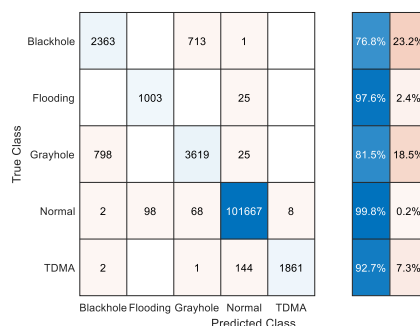 Blackhole 2363 713 1 76.8% 23.2%
Flooding 1003 25 97.6% 2.4%
True Class
Grayhole 798 3619 25 81.5% 18.5%
Normal 2 98 68 101667 8 99.8% 0.2%
TDMA 2 1 144 1861 92.7% 7.3%
Blackhole Flooding Grayhole Normal TDMA
Predicted Class